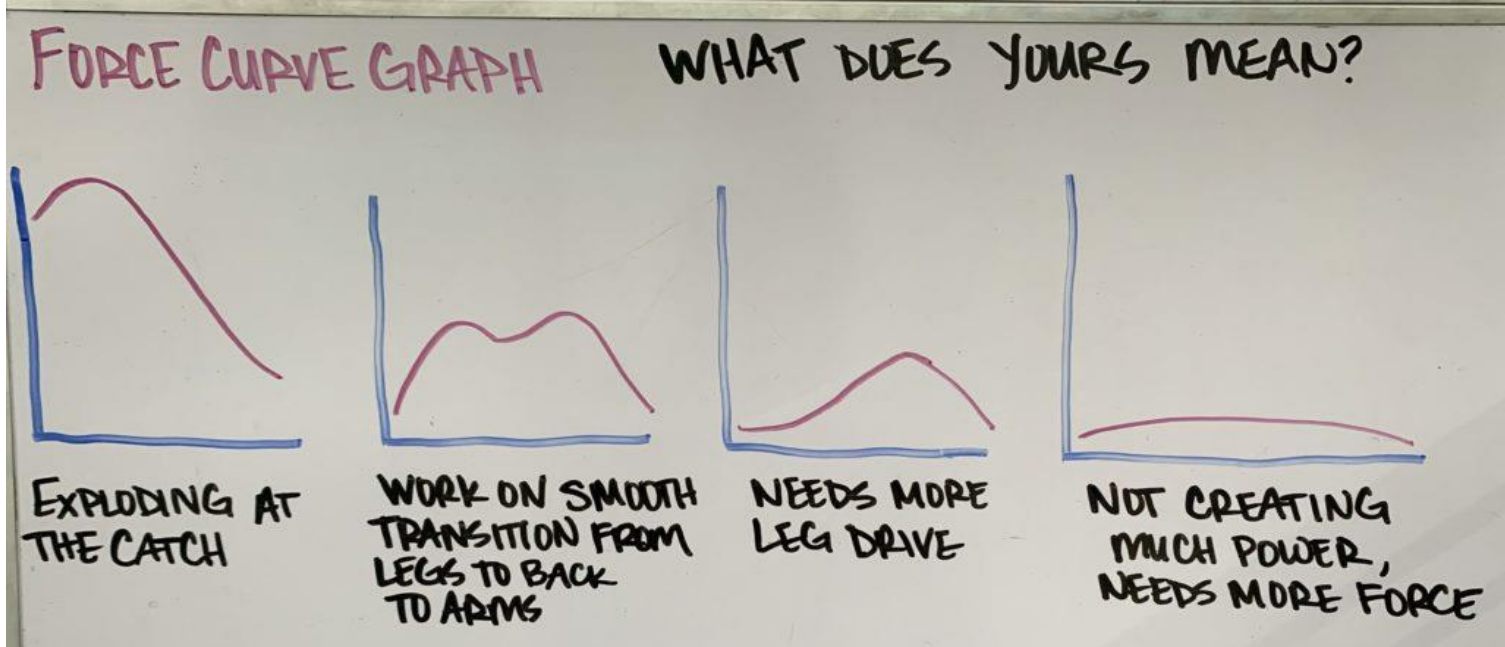 FORCE CURVE GRAPH WHAT DOES YOURS MEAN?
EXPLODING AT
THE CATCH
WORK ON SMOOTH
TRANSITION FROM
LEGS TO BACK
TO ARMS
NEEDS MORE
LEG DRIVE
NOT CREATING
MUCH POWER,
NEEDS MORE FORCE